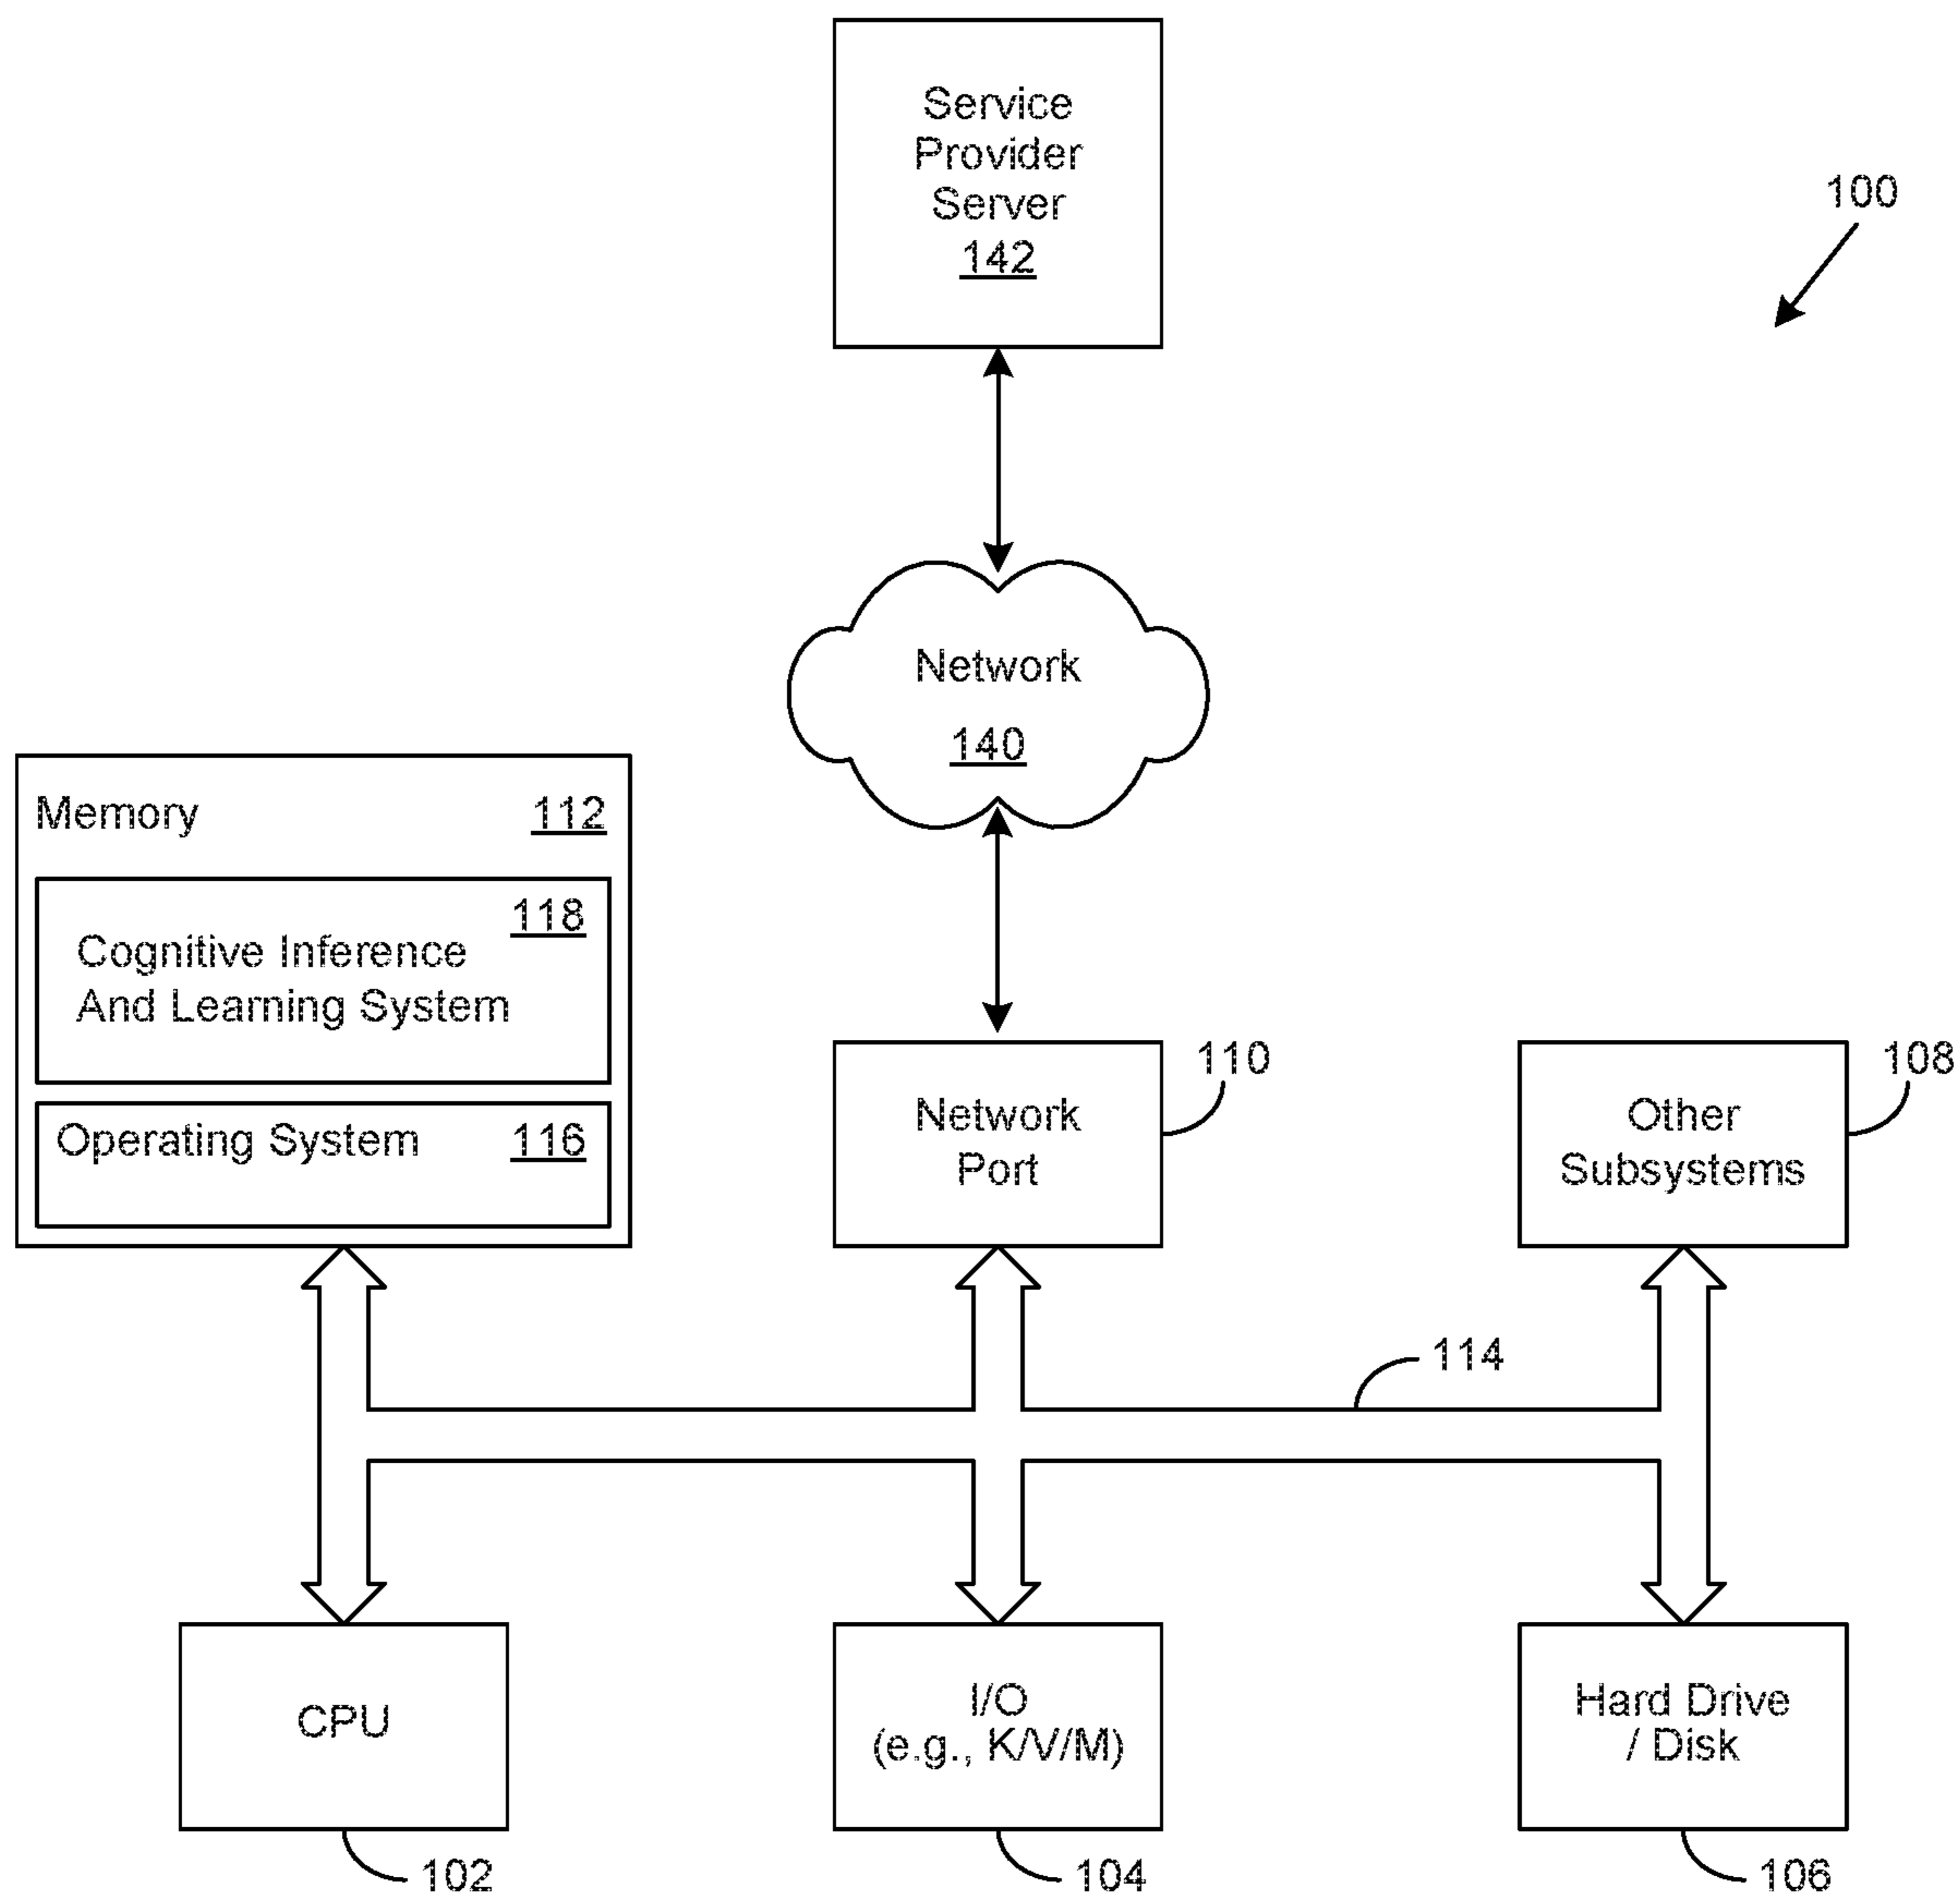 Service
Provider
Server
142
100
Network
140
Memory 112
118
Cognitive Inference
And Learning System
Operating System 116
Network
Port
110
Other
Subsystems
108
114
CPU
102
I/O
(e.g., K/V/M)
104
Hard Drive
/ Disk
106